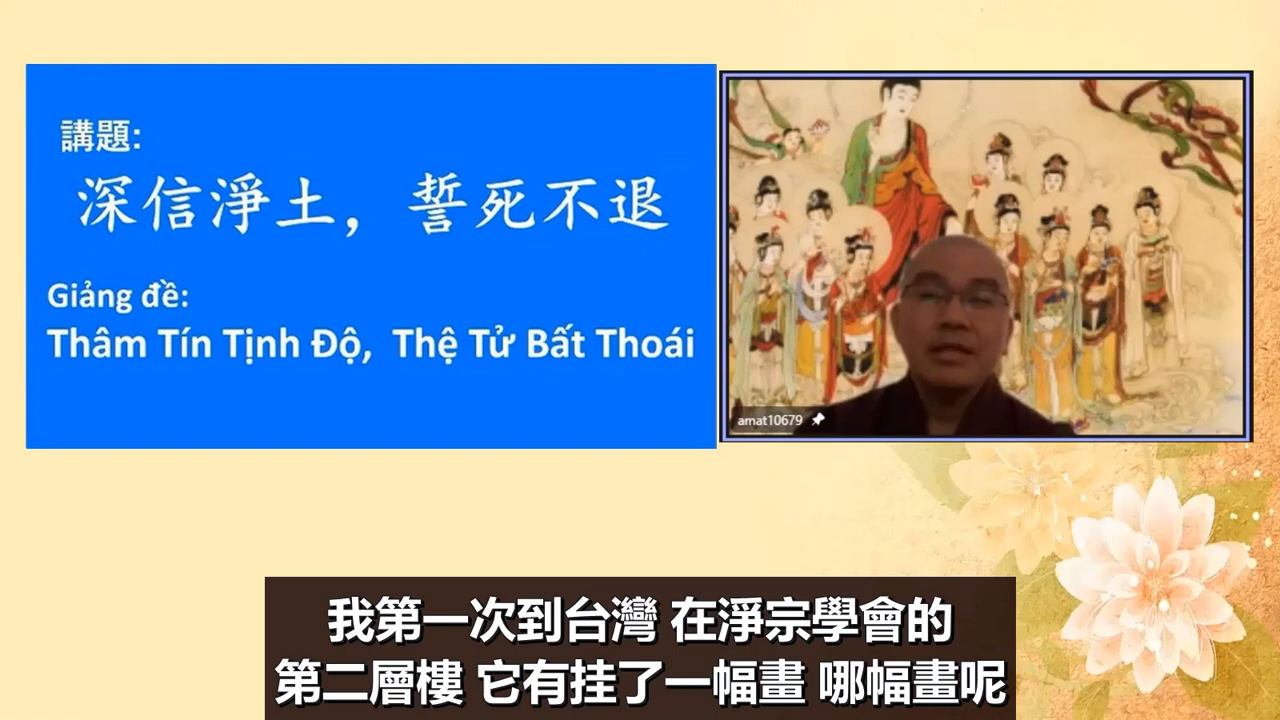 講題:
深信淨土，誓死不退
Giảng đề:
Thâm Tín Tịnh Độ, Thệ Tử Bất Thoái
amat10679
我第一次到台灣 在淨宗學會的
第二層樓 它有挂了一幅畫 哪幅畫呢